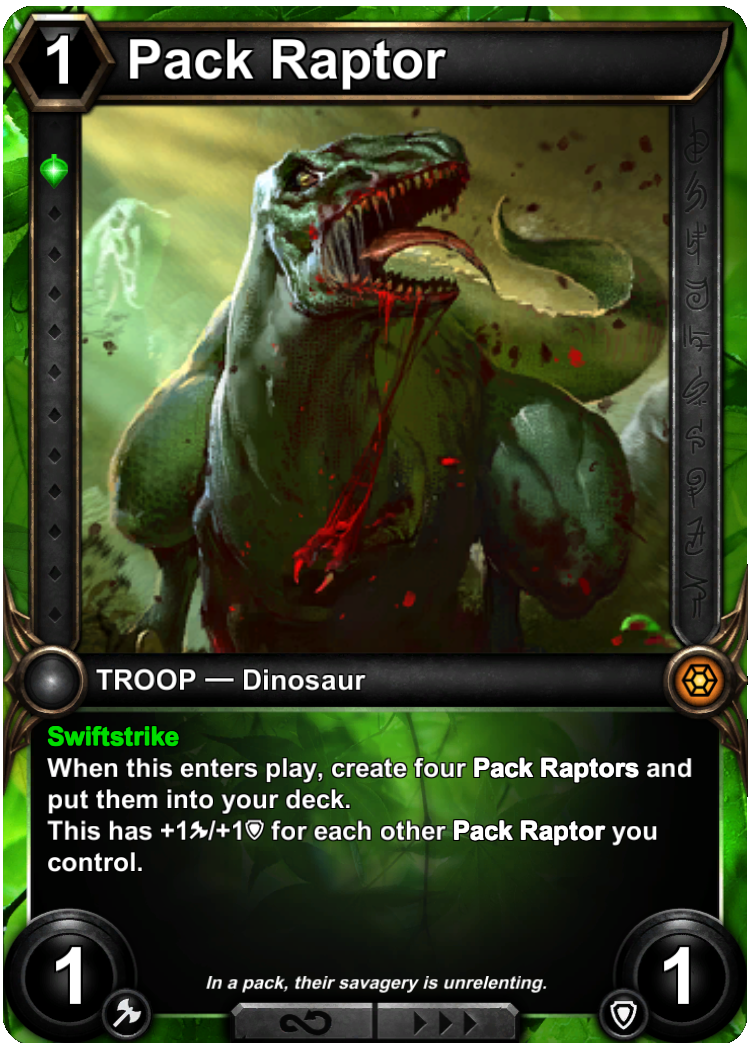 1
Pack Raptor
TROOP — Dinosaur
Swiftstrike
When this enters play, create four Pack Raptors and
put them into your deck.
This has +1/+1 for each other Pack Raptor you
control.
In a pack, their savagery is unrelenting.
1
1